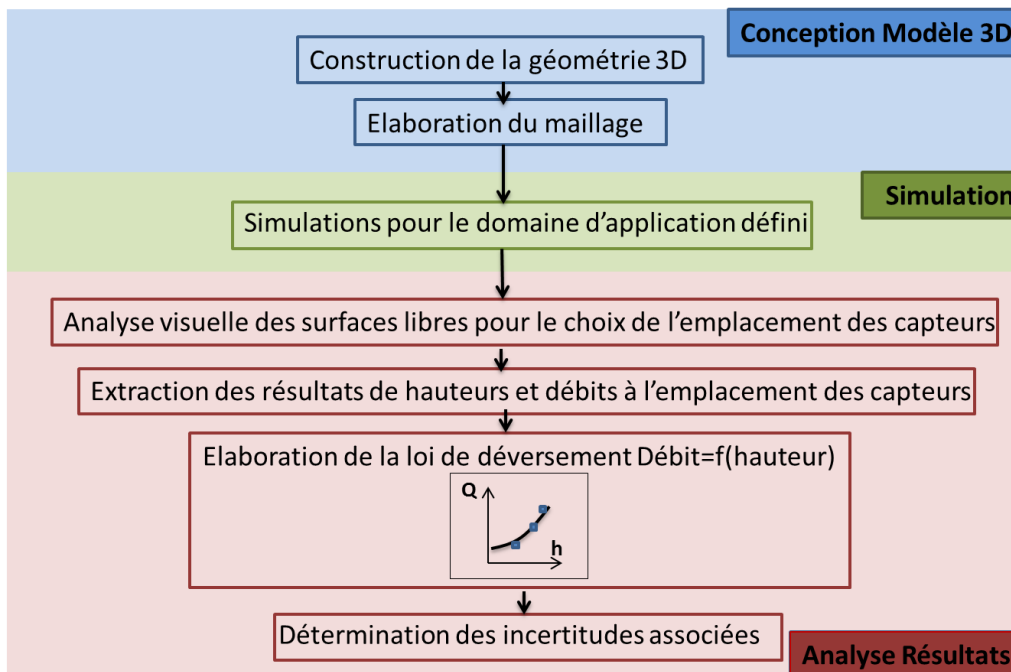 Conception Modèle 3D
Construction de la géométrie 3D
Elaboration du maillage
Simulation
Simulations pour le domaine d'application défini
Analyse visuelle des surfaces libres pour le choix de l'emplacement des capteurs
Extraction des résultats de hauteurs et débits à l'emplacement des capteurs
Elaboration de la loi de déversement Débit=f(hauteur)
Q
h
Détermination des incertitudes associées
Analyse Résultats